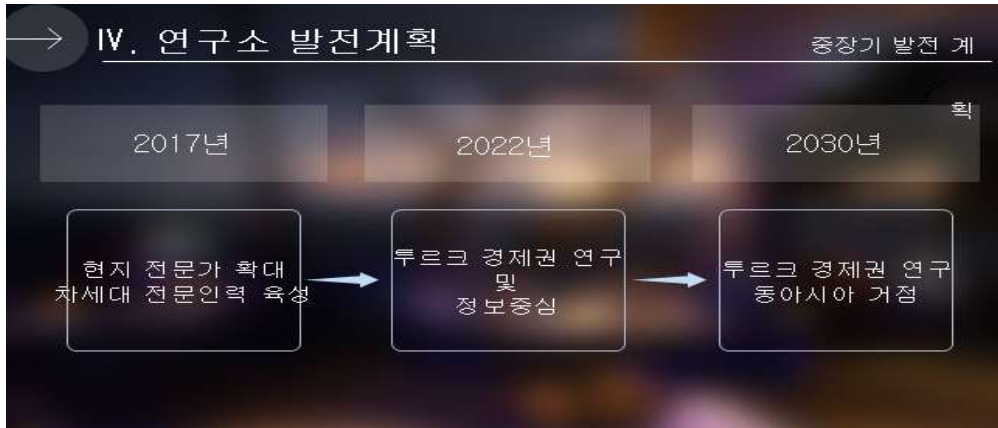 Ⅳ. 연구소 발전계획
중장기 발전 계
획
2017년
2022년
2030년
현지 전문가 확대
차세대 전문인력 육성
투르크 경제권 연구
및
정보중심
투르크 경제권 연구
동아시아 거점